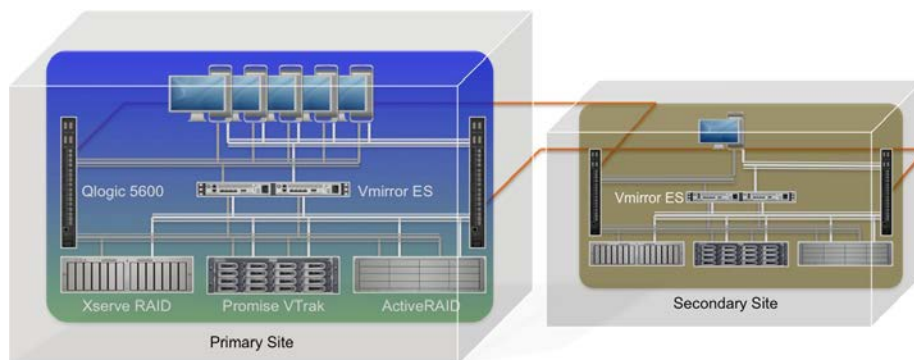 Qlogic 5600
Vmirror ES
Xserve RAID
Promise VTrak
ActiveRAID
Primary Site
Vmirror ES
Secondary Site